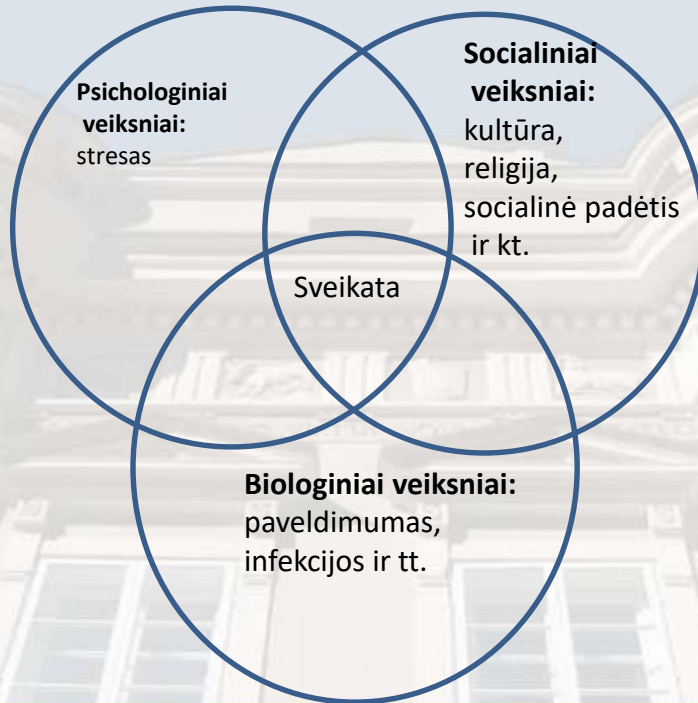 Psichologiniai
veiksniai:
stresas
Socialiniai
veiksniai:
kultūra,
religija,
socialinė padėtis
ir kt.
Sveikata
Biologiniai veiksniai:
paveldimumas,
infekcijos ir tt.